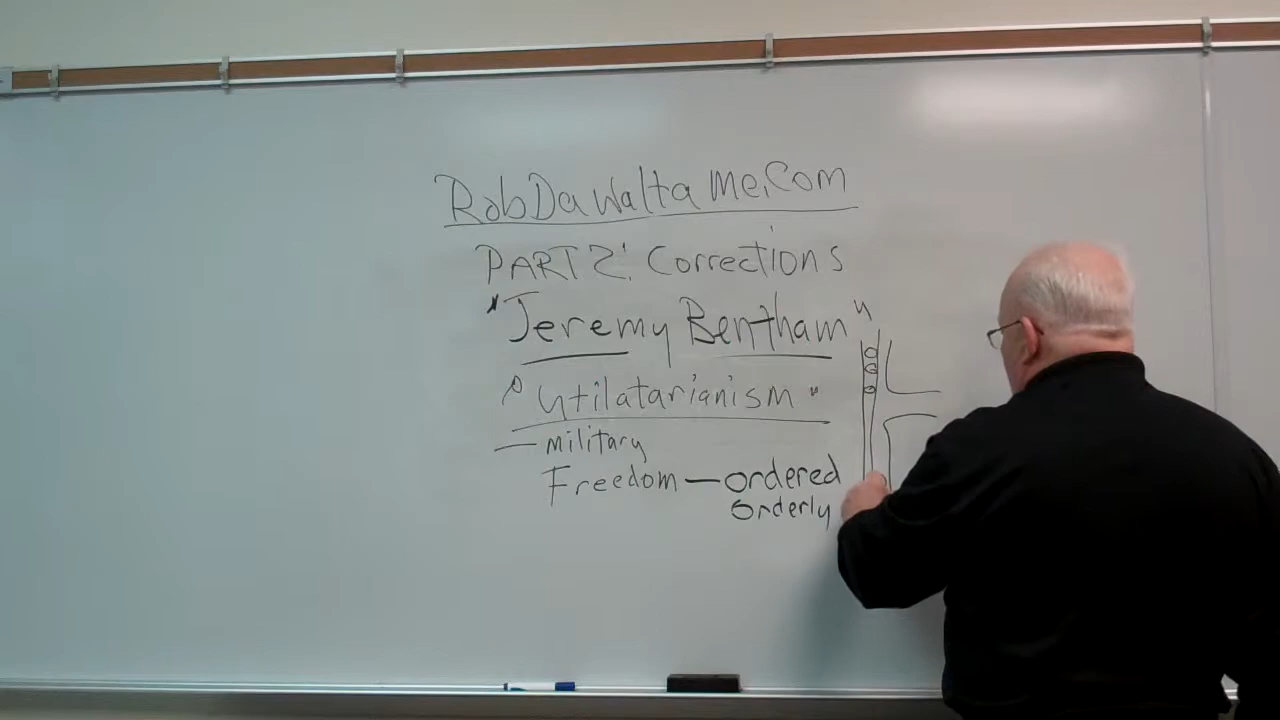 RobDaWaltaMe.Com
PART 2: Corrections
"Jeremy Bentham"
"Utilatarianism"
— military
Freedom — ordered
orderly